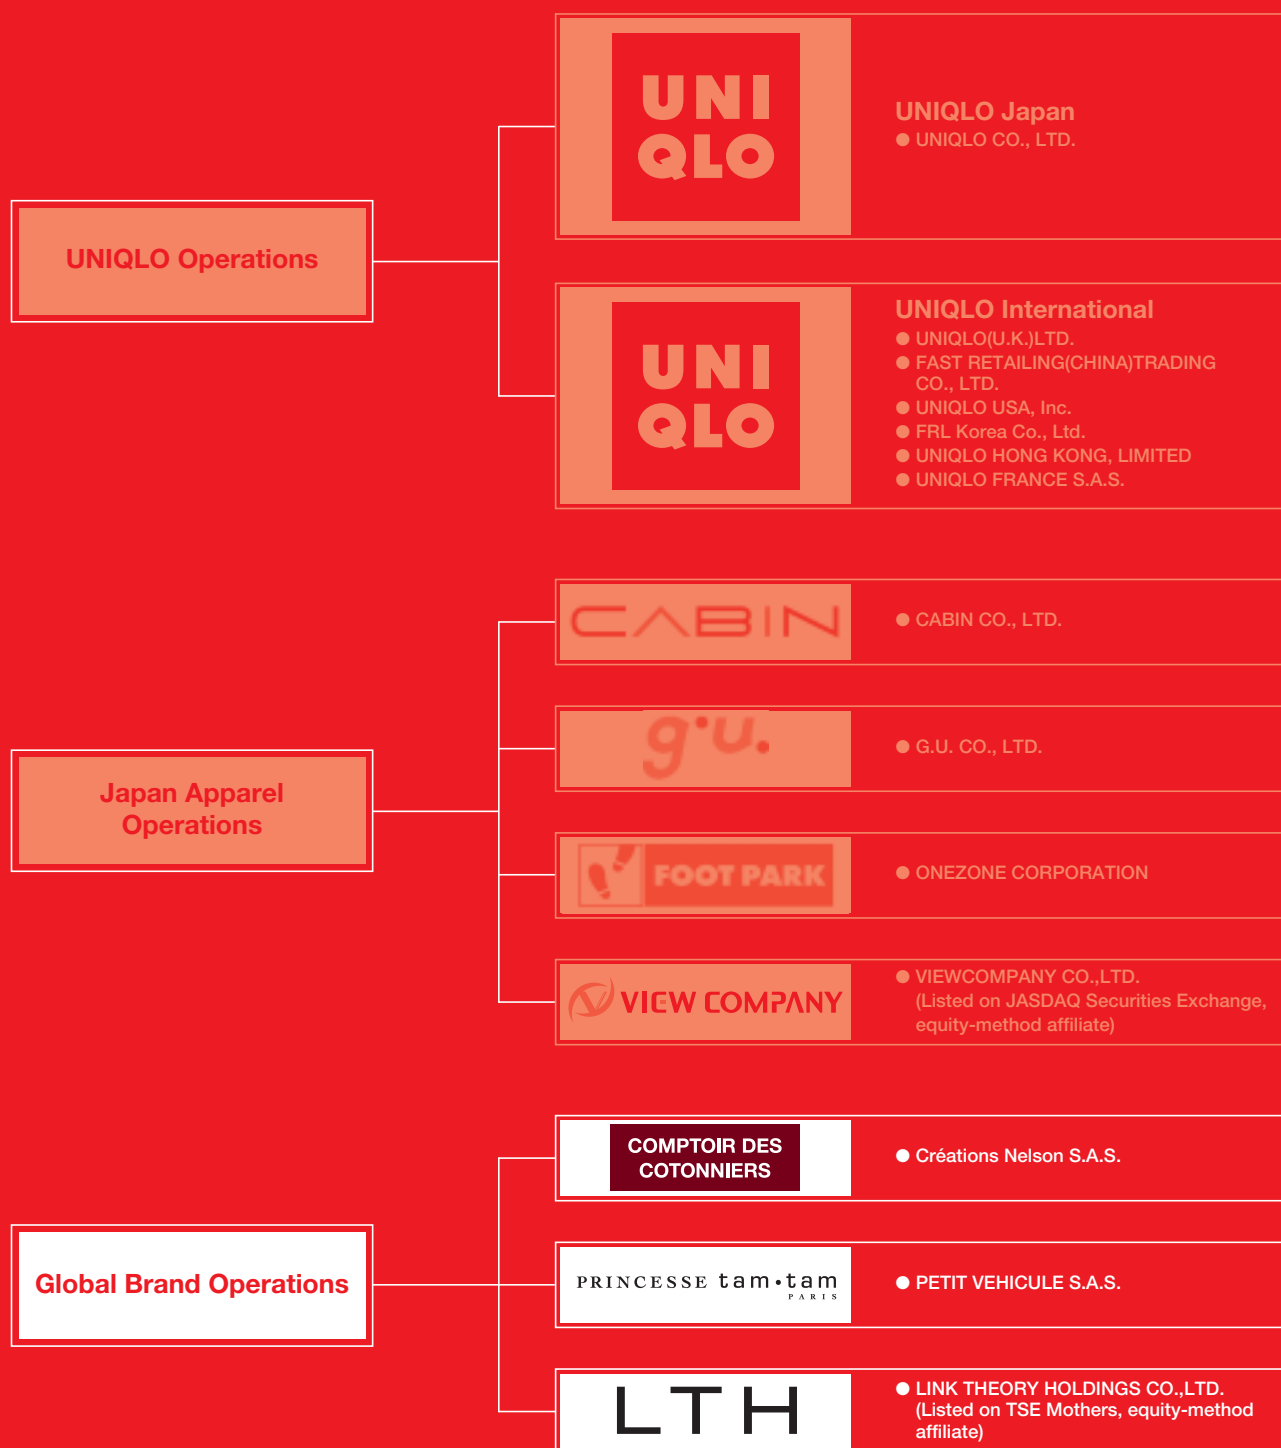 UNI
QLO
UNIQLO Japan
● UNIQLO CO., LTD.
UNIQLO Operations
UNI
QLO
UNIQLO International
● UNIQLO(U.K.)LTD.
● FAST RETAILING(CHINA)TRADING
CO., LTD.
● UNIQLO USA, Inc.
● FRL Korea Co., Ltd.
● UNIQLO HONG KONG, LIMITED
● UNIQLO FRANCE S.A.S.
CABIN
● CABIN CO., LTD.
g.u.
● G.U. CO., LTD.
Japan Apparel
Operations
FOOT PARK
● ONEZONE CORPORATION
VIEW COMPANY
● VIEWCOMPANY CO.,LTD.
(Listed on JASDAQ Securities Exchange,
equity-method affiliate)
COMPTOIR DES
COTONNIERS
● Créations Nelson S.A.S.
Global Brand Operations
PRINCESSE tam•tam
PARIS
● PETIT VEHICULE S.A.S.
LTH
● LINK THEORY HOLDINGS CO.,LTD.
(Listed on TSE Mothers, equity-method
affiliate)